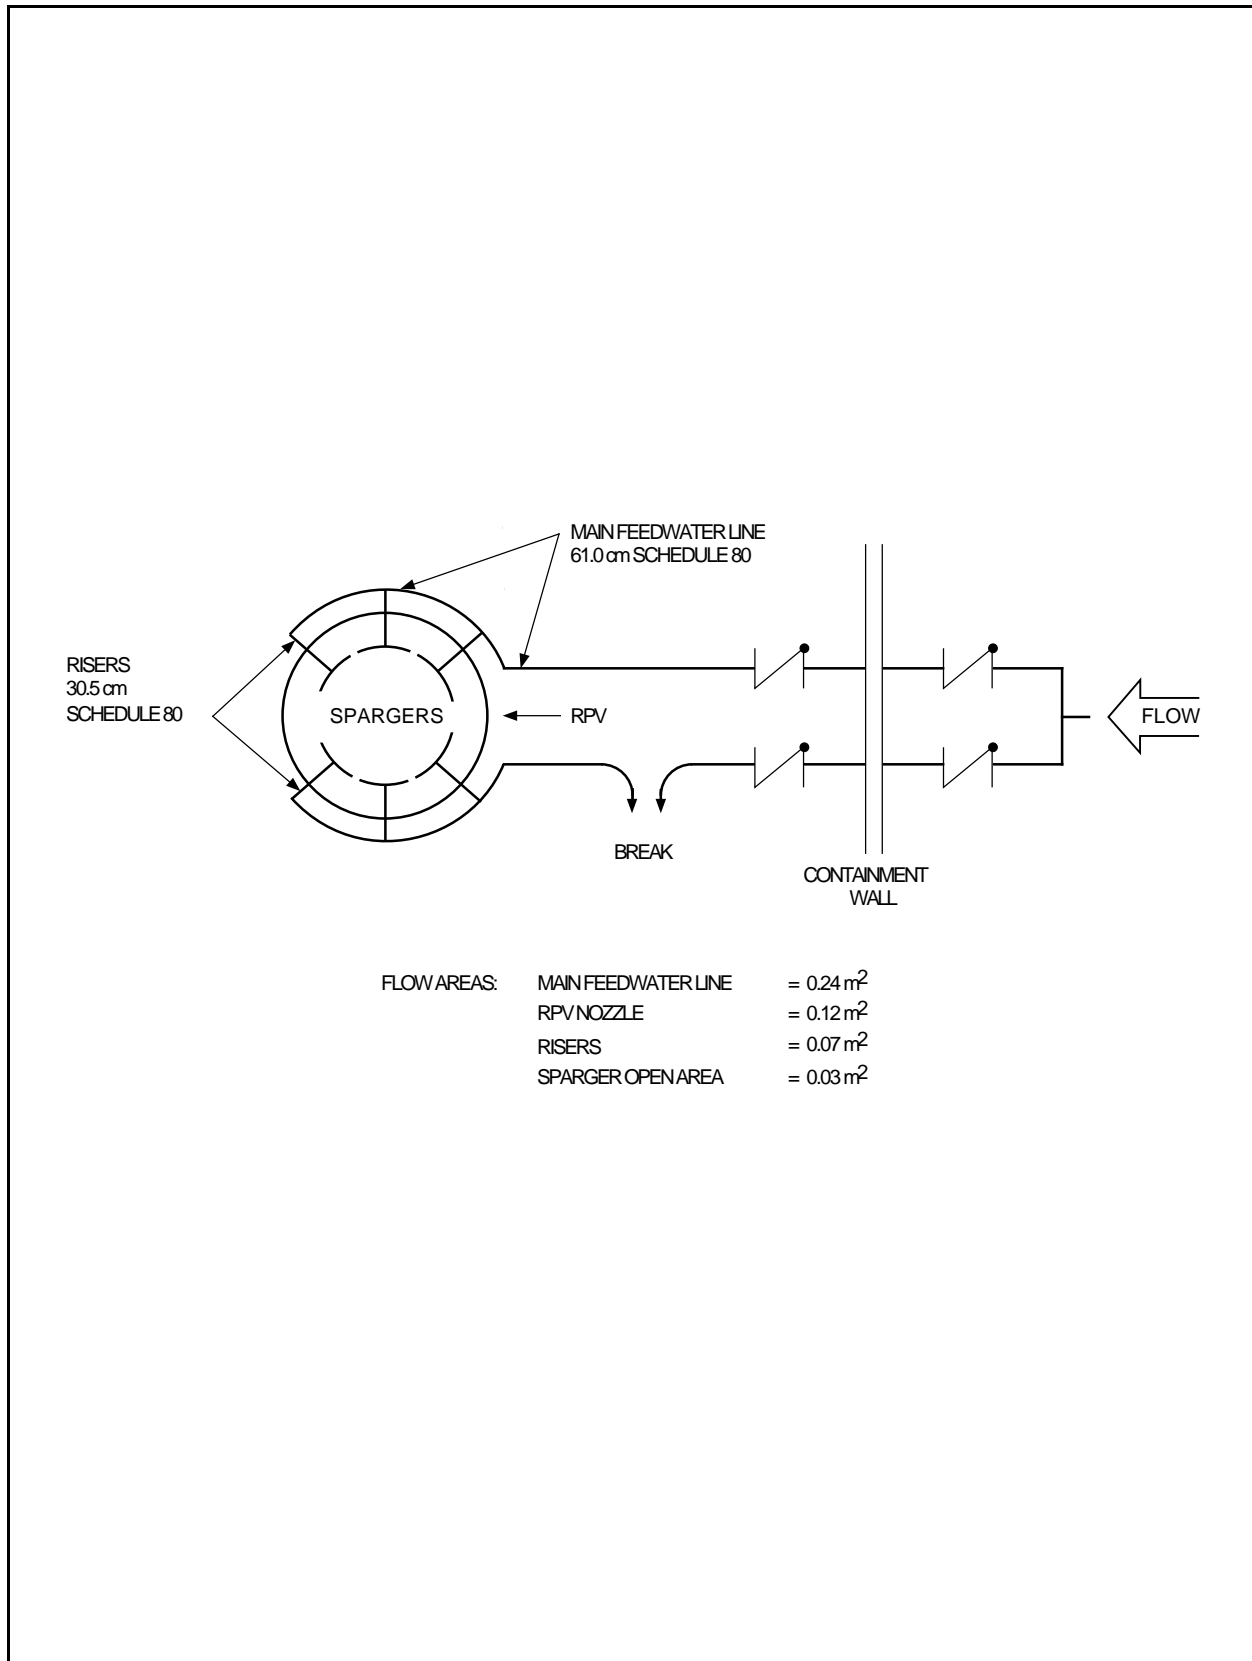 MAIN FEEDWATER LINE
61.0 cm SCHEDULE 80
RISERS
30.5 cm
SCHEDULE 80
SPARGERS
RPV
FLOW
BREAK
CONTAINMENT
WALL
FLOW AREAS: MAIN FEEDWATER LINE = 0.24 m2
RPV NOZZLE = 0.12 m2
RISERS = 0.07 m2
SPARGER OPEN AREA = 0.03 m2